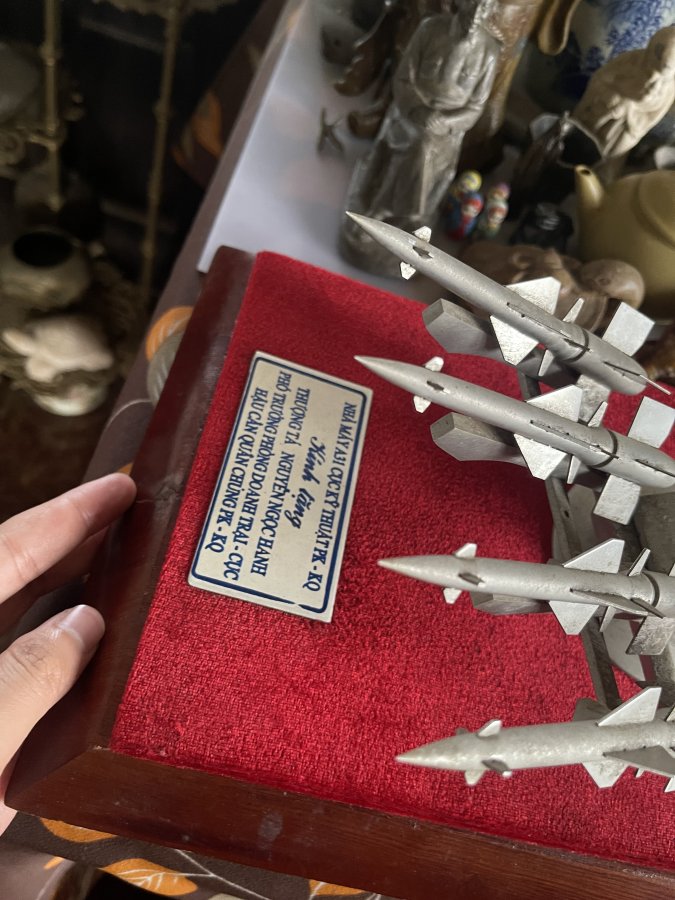 NHÀ MÁY A31 CỤC KỸ THUẬT PK - KQ
Kính tặng
THƯỢNG TÁ NGUYỄN NGỌC HANH
PHÓ TRƯỞNG PHÒNG DOANH TRẠI - CỤC
HẬU CẦN QUÂN CHỦNG PK - KQ